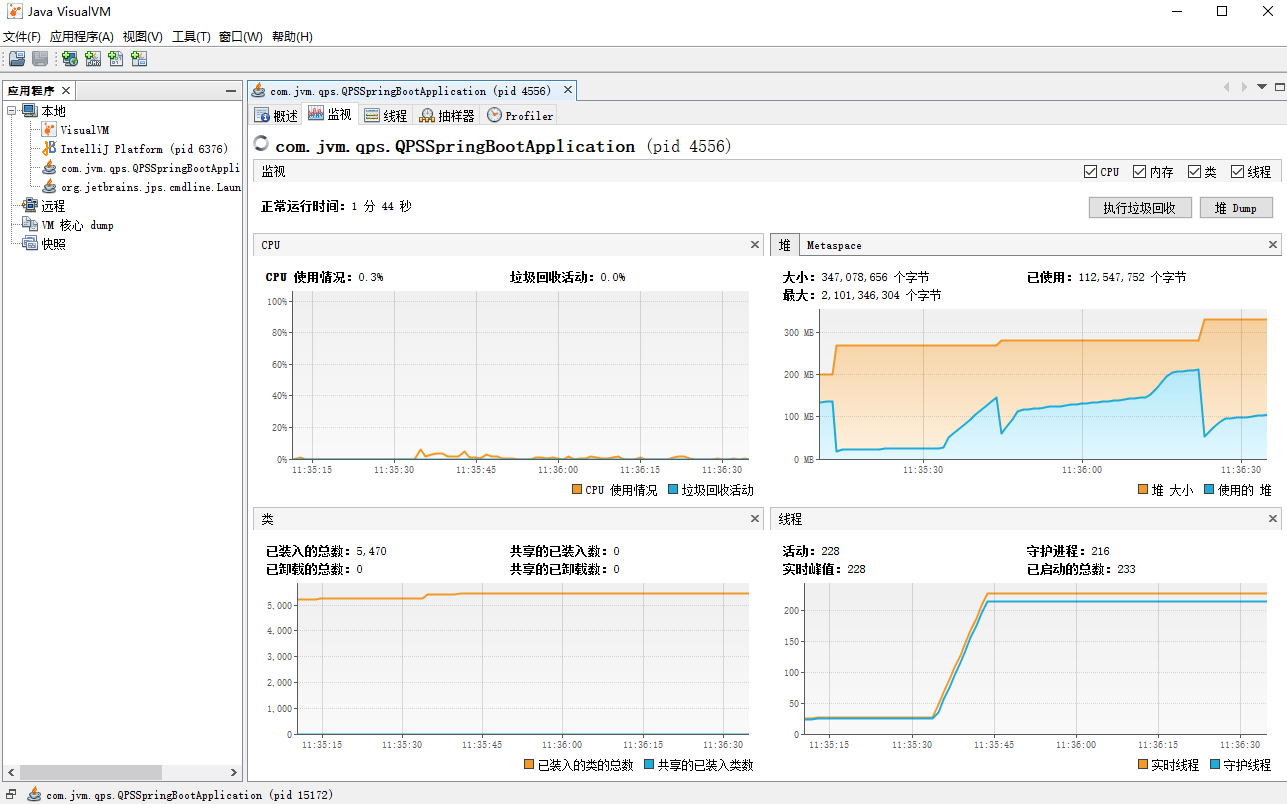 Java VisualVM
文件(F) 应用程序(A) 视图(V) 工具(T) 窗口(W) 帮助(H)
应用程序
本地
VisualVM
IntelliJ Platform (pid 6376)
com.jvm.qps.QPSSpringBootAppli
org.jetbrains.jps.cmdline.Laun
远程
VM 核心 dump
快照
com.jvm.qps.QPSSpringBootApplication (pid 4556)
概述 监视 线程 抽样器 Profiler
com.jvm.qps.QPSSpringBootApplication (pid 4556)
监视 CPU 内存 类 线程
正常运行时间: 1 分 44 秒 执行垃圾回收 堆 Dump
CPU
CPU 使用情况: 0.3% 垃圾回收活动: 0.0%
100%
80%
60%
40%
20%
0%
11:35:15 11:35:30 11:35:45 11:36:00 11:36:15 11:36:30
CPU 使用情况 垃圾回收活动
堆 Metaspace
大小: 347,078,656 个字节 已使用: 112,547,752 个字节
最大: 2,101,346,304 个字节
300 MB
200 MB
100 MB
0 MB
11:35:30 11:36:00 11:36:30
堆 大小 使用的 堆
类
已装入的总数: 5,470 共享的已装入数: 0
已卸载的总数: 0 共享的已卸载数: 0
5,000
4,000
3,000
2,000
1,000
0
11:35:15 11:35:30 11:35:45 11:36:00 11:36:15 11:36:30
已装入的类的总数 共享的已装入类数
线程
活动: 228 守护进程: 216
实时峰值: 228 已启动的总数: 233
200
150
100
50
0
11:35:15 11:35:30 11:35:45 11:36:00 11:36:15 11:36:30
实时线程 守护线程
com.jvm.qps.QPSSpringBootApplication (pid 15172)